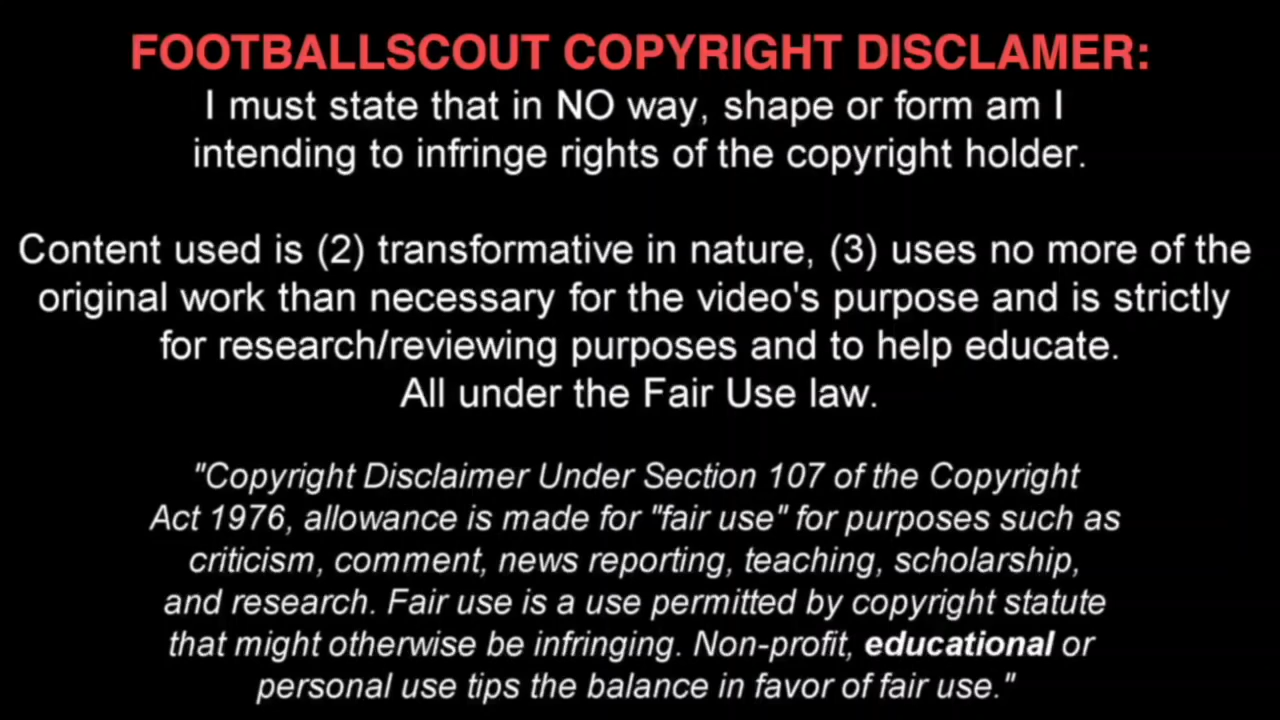 FOOTBALLSCOUT COPYRIGHT DISCLAMER:
I must state that in NO way, shape or form am I
intending to infringe rights of the copyright holder.
Content used is (2) transformative in nature, (3) uses no more of the
original work than necessary for the video's purpose and is strictly
for research/reviewing purposes and to help educate.
All under the Fair Use law.
"Copyright Disclaimer Under Section 107 of the Copyright
Act 1976, allowance is made for "fair use" for purposes such as
criticism, comment, news reporting, teaching, scholarship,
and research. Fair use is a use permitted by copyright statute
that might otherwise be infringing. Non-profit, educational or
personal use tips the balance in favor of fair use."